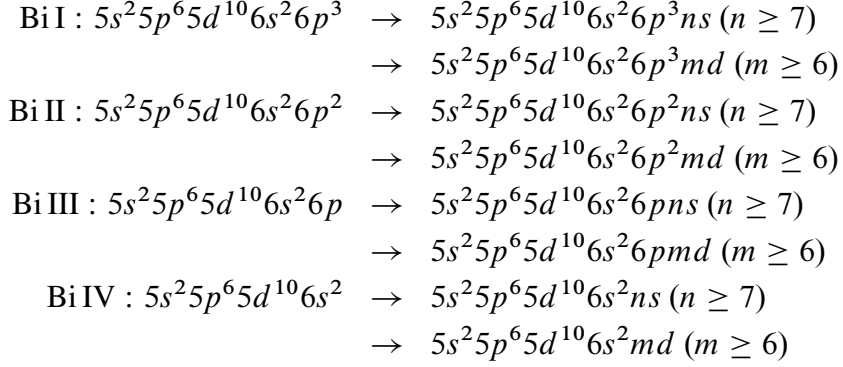 Bi I : 5s²5p⁶5d¹⁰6s²6p³ → 5s²5p⁶5d¹⁰6s²6p³ns (n ≥ 7)
→ 5s²5p⁶5d¹⁰6s²6p³md (m ≥ 6)
Bi II : 5s²5p⁶5d¹⁰6s²6p² → 5s²5p⁶5d¹⁰6s²6p²ns (n ≥ 7)
→ 5s²5p⁶5d¹⁰6s²6p²md (m ≥ 6)
Bi III : 5s²5p⁶5d¹⁰6s²6p → 5s²5p⁶5d¹⁰6s²6pns (n ≥ 7)
→ 5s²5p⁶5d¹⁰6s²6pmd (m ≥ 6)
Bi IV : 5s²5p⁶5d¹⁰6s² → 5s²5p⁶5d¹⁰6s²ns (n ≥ 7)
→ 5s²5p⁶5d¹⁰6s²md (m ≥ 6)